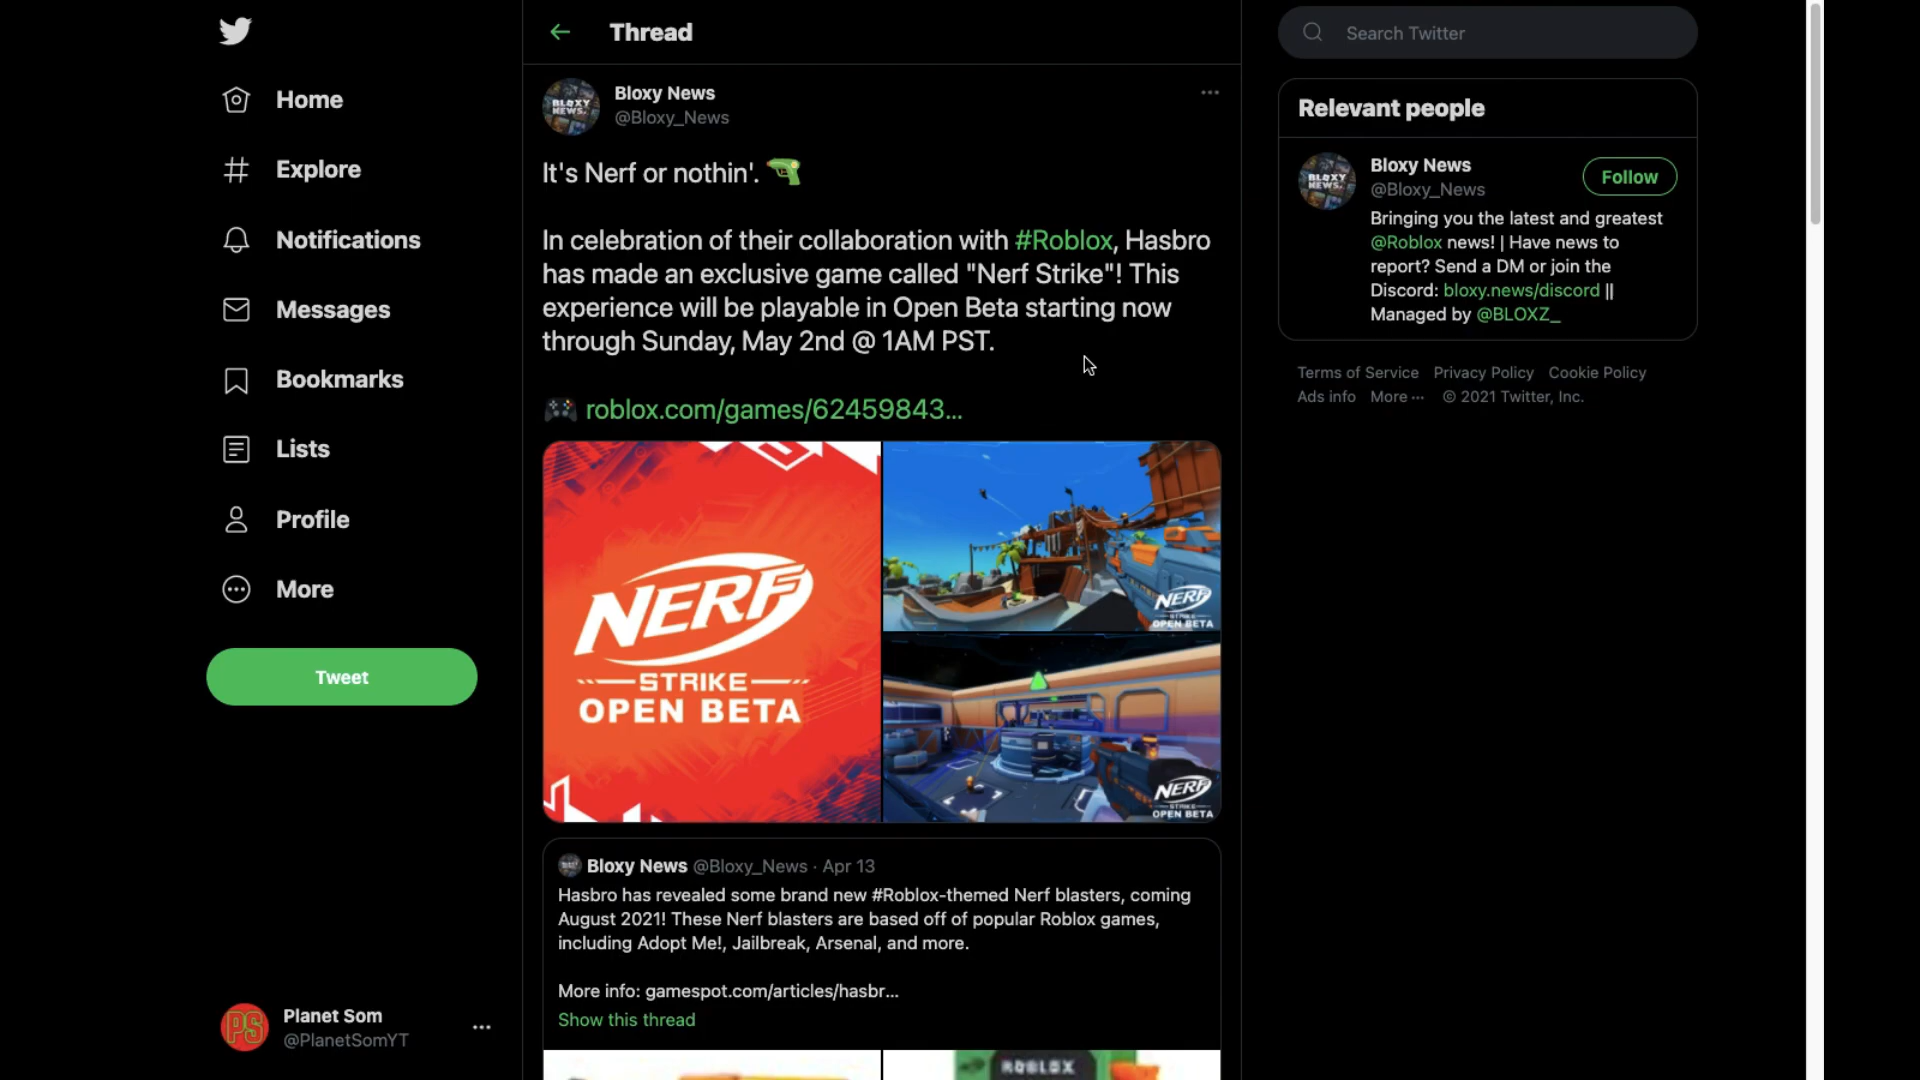 Home
Explore
Notifications
Messages
Bookmarks
Lists
Profile
More
Tweet
Planet Som
@PlanetSomYT
Thread
BLOXY
NEWS.
Bloxy News
@Bloxy_News
It's Nerf or nothin'.
In celebration of their collaboration with #Roblox, Hasbro
has made an exclusive game called "Nerf Strike"! This
experience will be playable in Open Beta starting now
through Sunday, May 2nd @ 1AM PST.
roblox.com/games/62459843...
NERF
STRIKE
OPEN BETA
NERF
STRIKE
OPEN BETA
NERF
STRIKE
OPEN BETA
Bloxy News @Bloxy_News · Apr 13
Hasbro has revealed some brand new #Roblox-themed Nerf blasters, coming
August 2021! These Nerf blasters are based off of popular Roblox games,
including Adopt Me!, Jailbreak, Arsenal, and more.
More info: gamespot.com/articles/hasbr...
Show this thread
ROBLOX
Search Twitter
Relevant people
BLOXY
NEWS.
Bloxy News
@Bloxy_News
Follow
Bringing you the latest and greatest
@Roblox news! | Have news to
report? Send a DM or join the
Discord: bloxy.news/discord ||
Managed by @BLOXZ_
Terms of Service Privacy Policy Cookie Policy
Ads info More ··· © 2021 Twitter, Inc.
PS